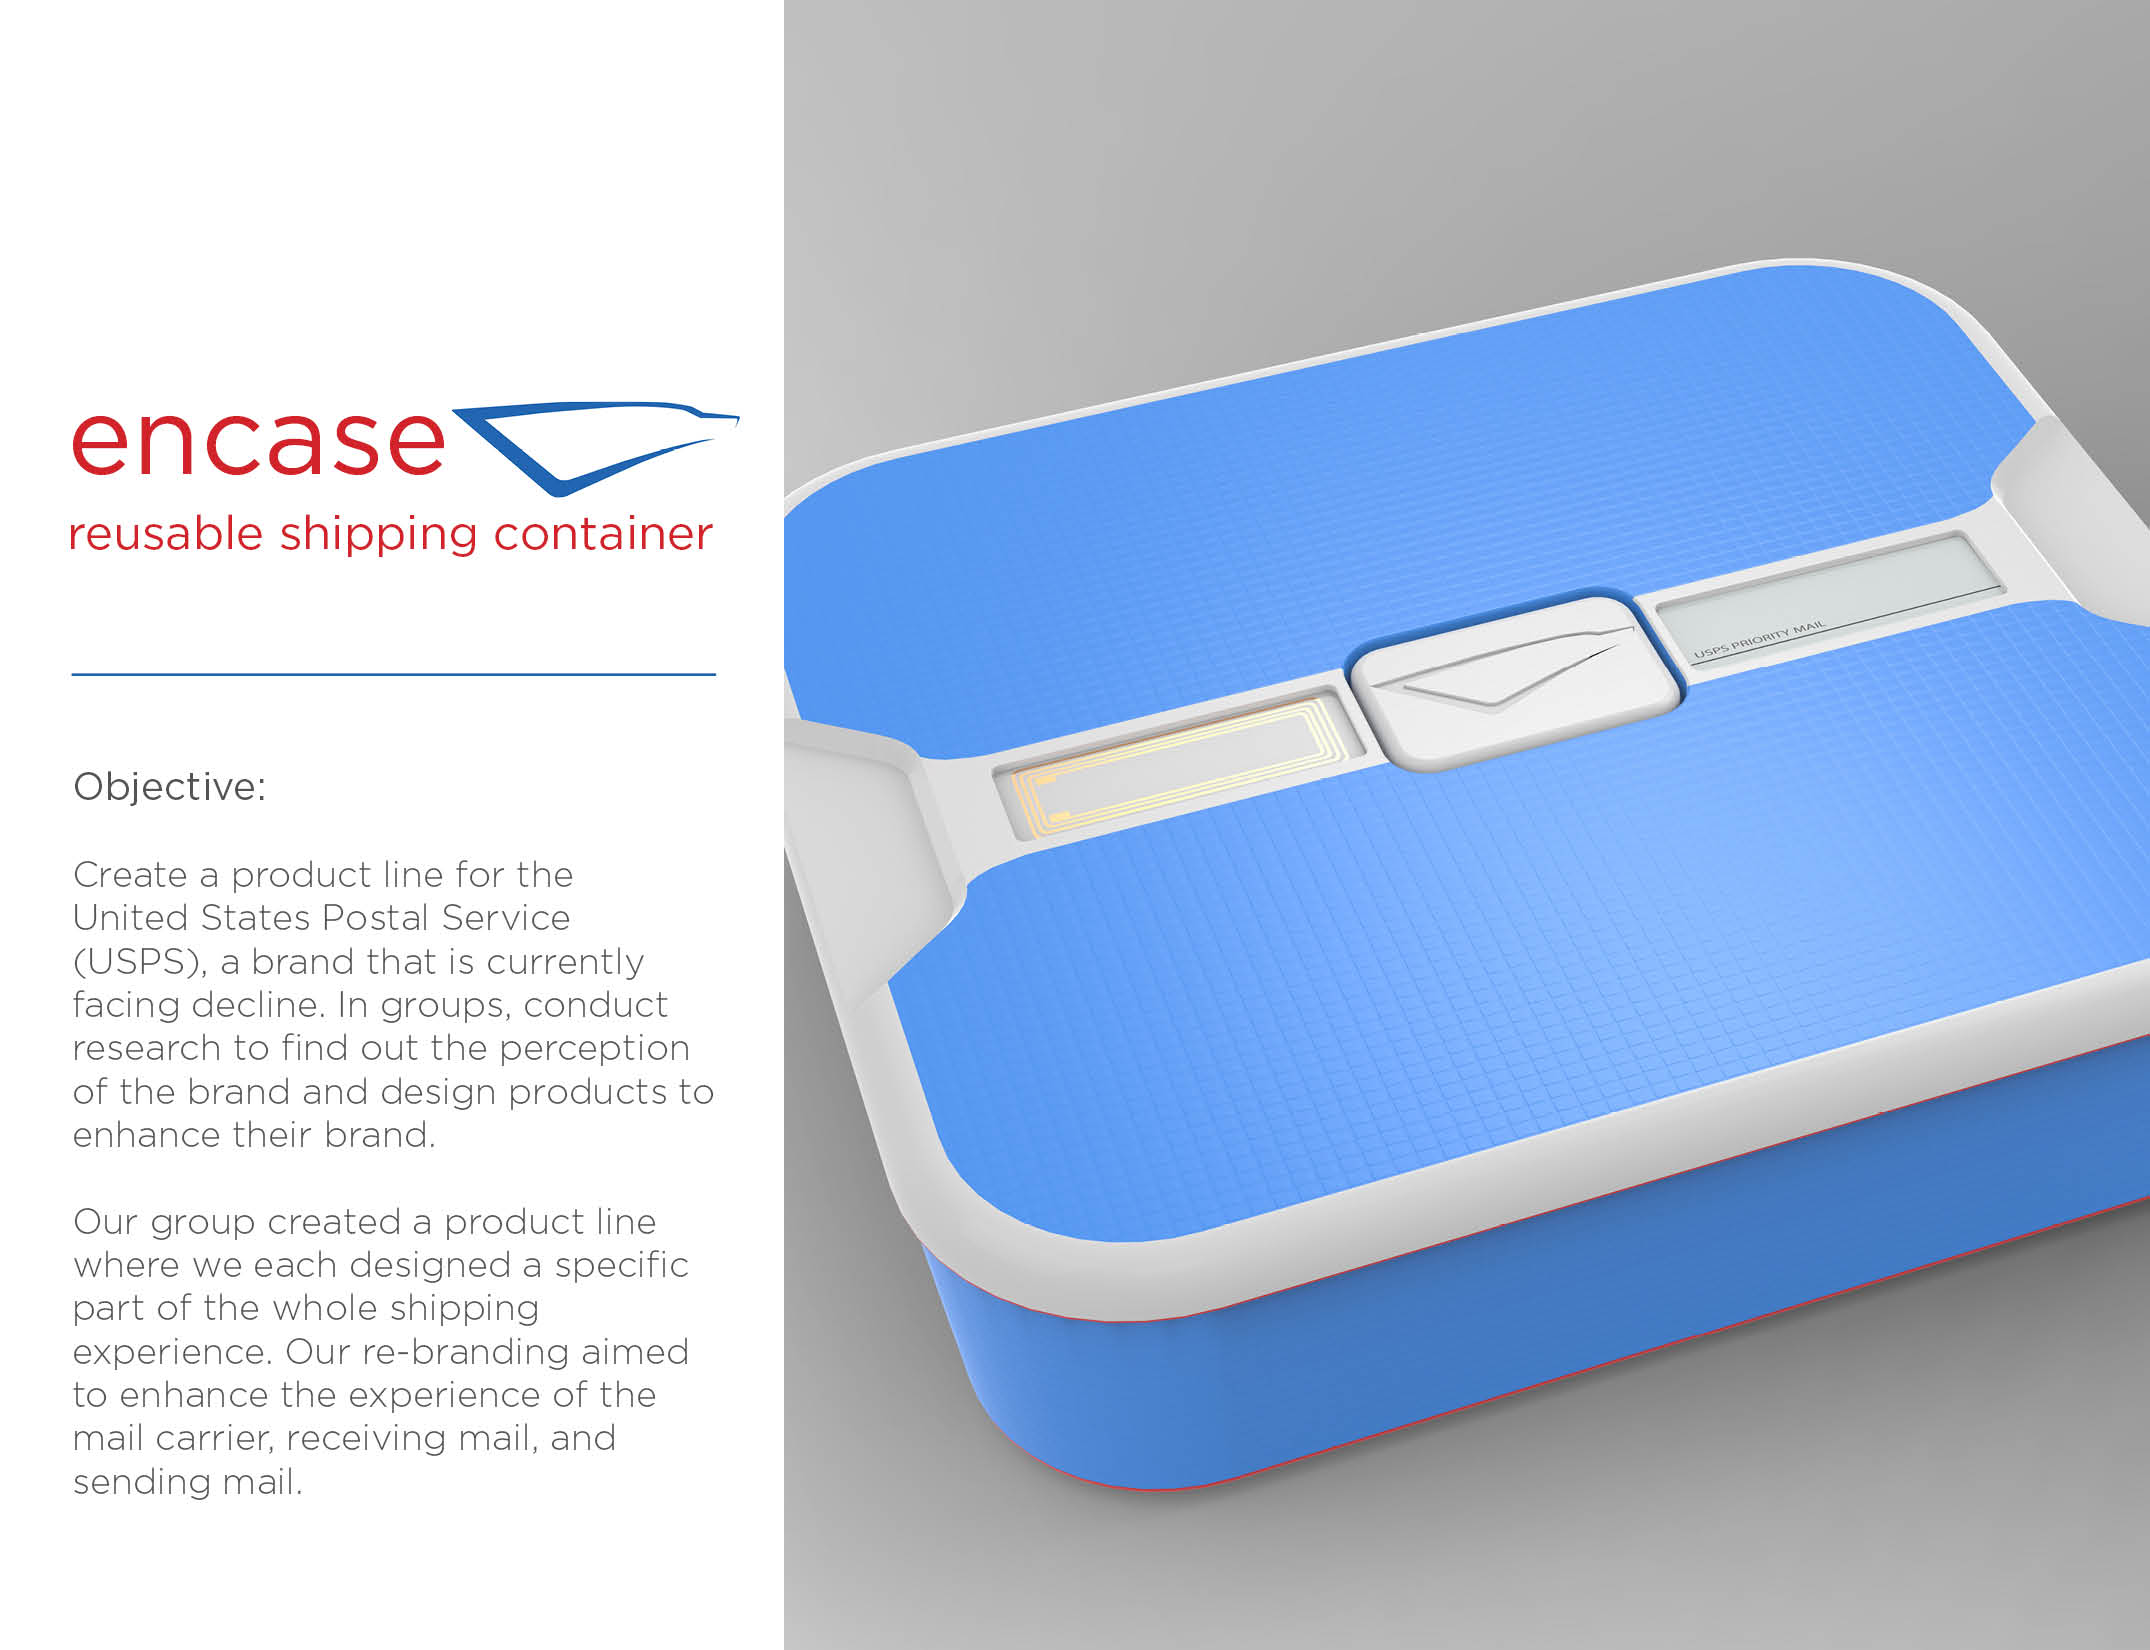 encase
reusable shipping container
Objective:
Create a product line for the
United States Postal Service
(USPS), a brand that is currently
facing decline. In groups, conduct
research to find out the perception
of the brand and design products to
enhance their brand.
Our group created a product line
where we each designed a specific
part of the whole shipping
experience. Our re-branding aimed
to enhance the experience of the
mail carrier, receiving mail, and
sending mail.
USPS PRIORITY MAIL